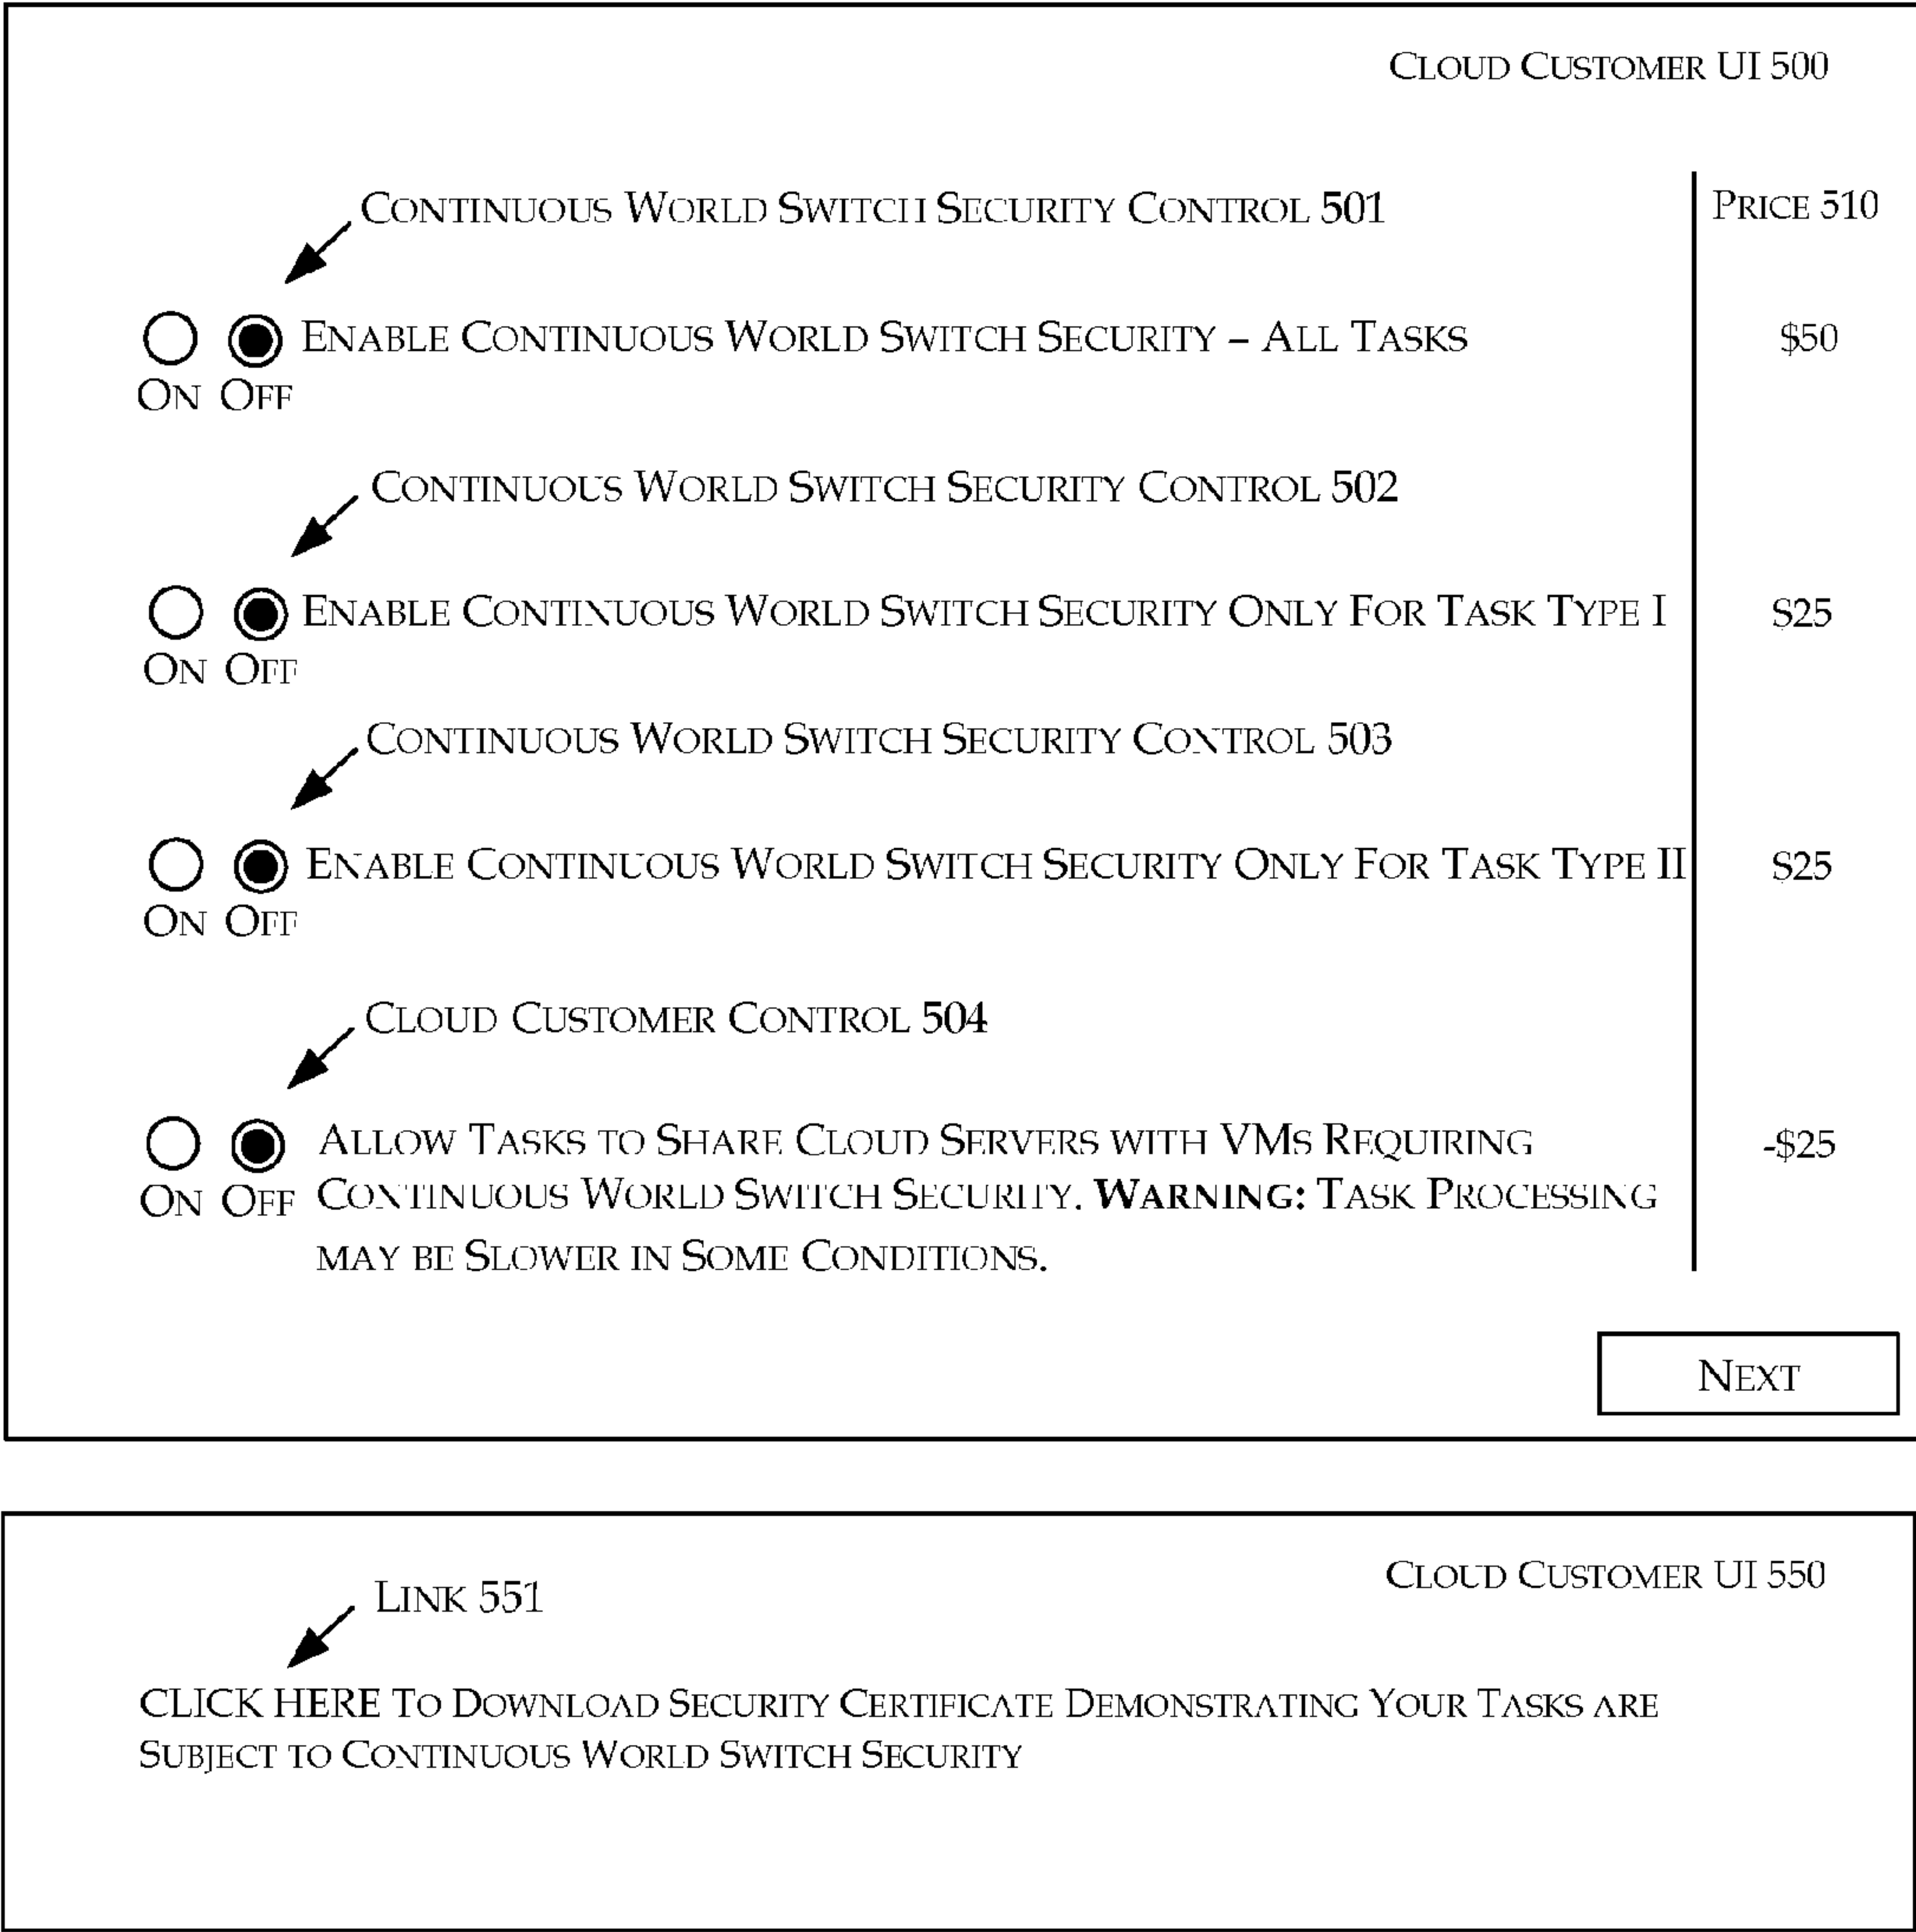 CLOUD CUSTOMER UI 500
CONTINUOUS WORLD SWITCH SECURITY CONTROL 501
PRICE 510
ENABLE CONTINUOUS WORLD SWITCH SECURITY – ALL TASKS
$50
ON OFF
CONTINUOUS WORLD SWITCH SECURITY CONTROL 502
ENABLE CONTINUOUS WORLD SWITCH SECURITY ONLY FOR TASK TYPE I
$25
ON OFF
CONTINUOUS WORLD SWITCH SECURITY CONTROL 503
ENABLE CONTINUOUS WORLD SWITCH SECURITY ONLY FOR TASK TYPE II
$25
ON OFF
CLOUD CUSTOMER CONTROL 504
ALLOW TASKS TO SHARE CLOUD SERVERS WITH VMS REQUIRING
-$25
ON OFF
CONTINUOUS WORLD SWITCH SECURITY. WARNING: TASK PROCESSING
MAY BE SLOWER IN SOME CONDITIONS.
NEXT
CLOUD CUSTOMER UI 550
LINK 551
CLICK HERE TO DOWNLOAD SECURITY CERTIFICATE DEMONSTRATING YOUR TASKS ARE
SUBJECT TO CONTINUOUS WORLD SWITCH SECURITY